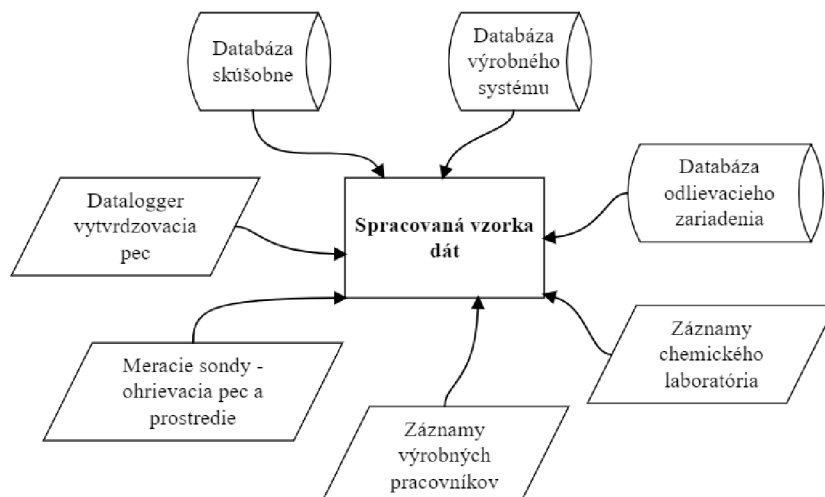 Databáza
skúšobne
Databáza
výrobného
systému
Databáza
odlievacieho
zariadenia
Datalogger
vytvrdzovacia
pec
Spracovaná vzorka
dát
Meracie sondy -
ohrievacia pec a
prostredie
Záznamy
výrobných
pracovníkov
Záznamy
chemického
laboratória